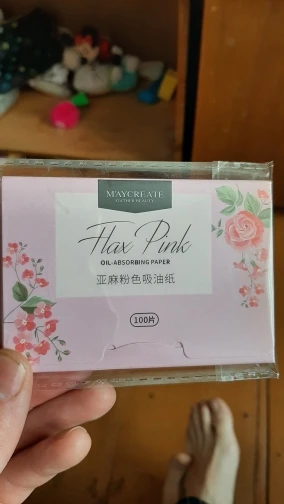 MAYCREATE
Flax Pink
OIL-ABSORBING PAPER
亚麻粉色吸油纸
100片